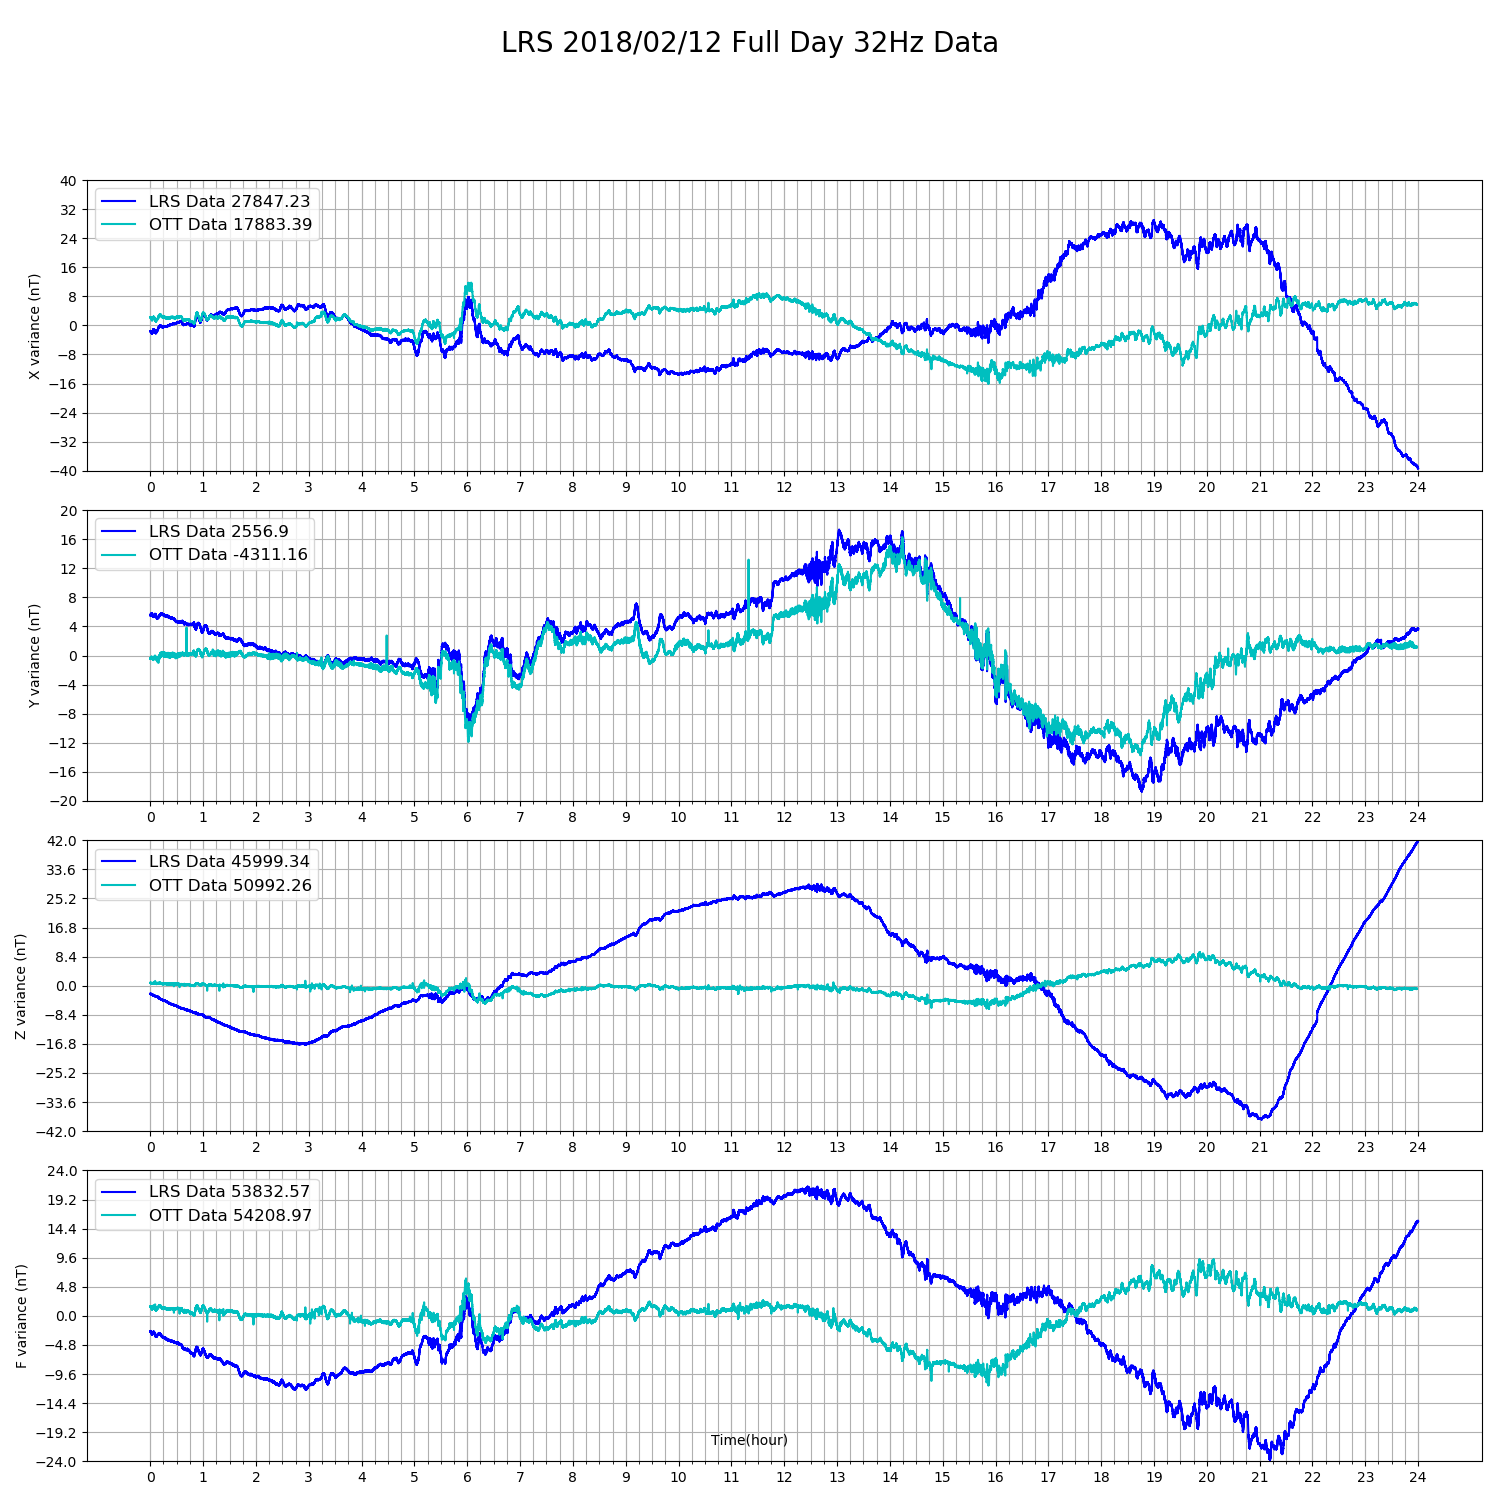 LRS 2018/02/12 Full Day 32Hz Data
X variance (nT)
40
32
24
16
8
0
−8
−16
−24
−32
−40
LRS Data 27847.23
OTT Data 17883.39
0 1 2 3 4 5 6 7 8 9 10 11 12 13 14 15 16 17 18 19 20 21 22 23 24
Y variance (nT)
20
16
12
8
4
0
−4
−8
−12
−16
−20
LRS Data 2556.9
OTT Data -4311.16
0 1 2 3 4 5 6 7 8 9 10 11 12 13 14 15 16 17 18 19 20 21 22 23 24
Z variance (nT)
42.0
33.6
25.2
16.8
8.4
0.0
−8.4
−16.8
−25.2
−33.6
−42.0
LRS Data 45999.34
OTT Data 50992.26
0 1 2 3 4 5 6 7 8 9 10 11 12 13 14 15 16 17 18 19 20 21 22 23 24
F variance (nT)
24.0
19.2
14.4
9.6
4.8
0.0
−4.8
−9.6
−14.4
−19.2
−24.0
LRS Data 53832.57
OTT Data 54208.97
Time(hour)
0 1 2 3 4 5 6 7 8 9 10 11 12 13 14 15 16 17 18 19 20 21 22 23 24